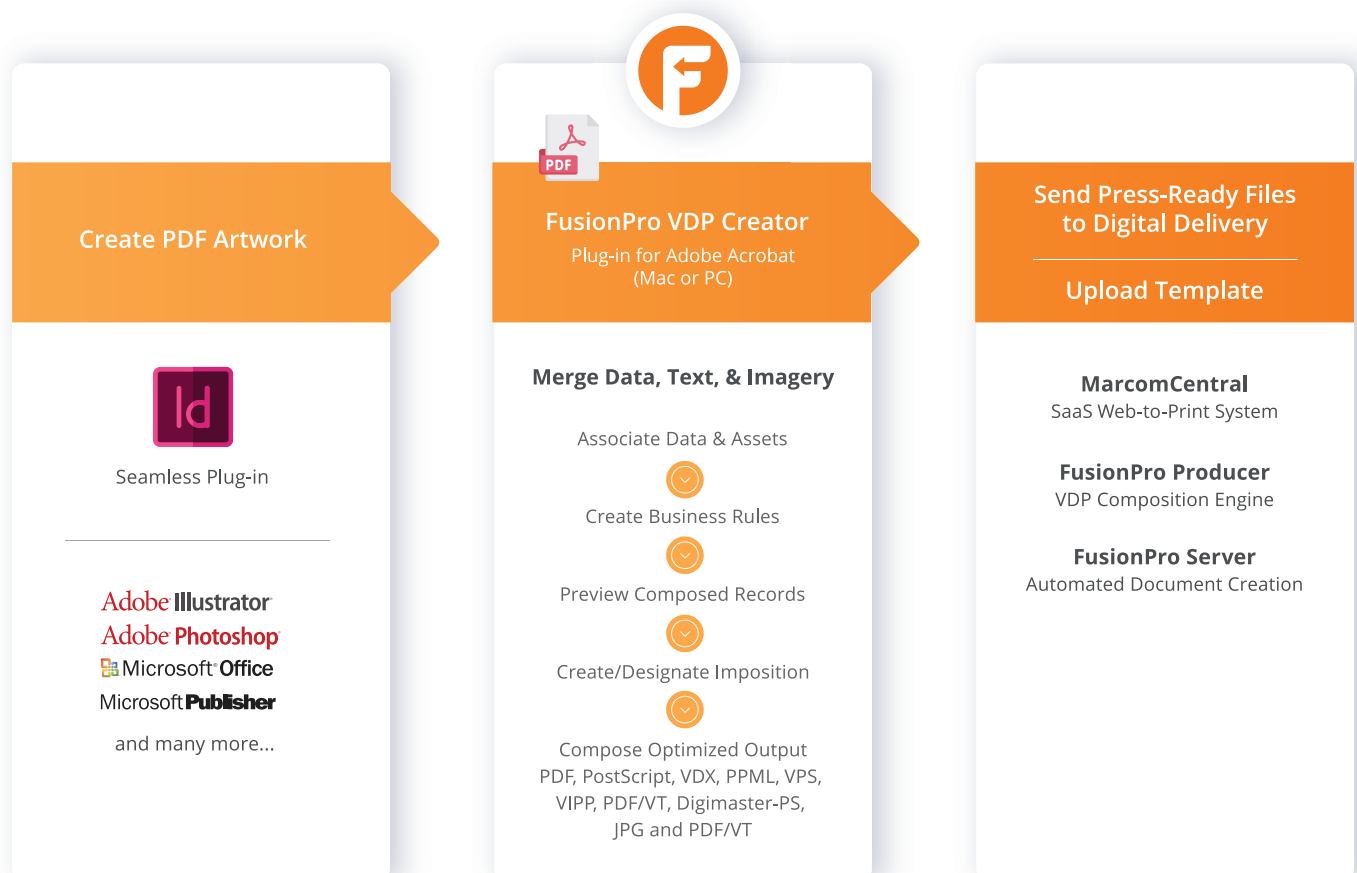 Create PDF Artwork
Id
Seamless Plug-in
Adobe Illustrator
Adobe Photoshop
Microsoft Office
Microsoft Publisher
and many more...
F
PDF
FusionPro VDP Creator
Plug-in for Adobe Acrobat
(Mac or PC)
Merge Data, Text, & Imagery
Associate Data & Assets
Create Business Rules
Preview Composed Records
Create/Designate Imposition
Compose Optimized Output
PDF, PostScript, VDX, PPML, VPS,
VIPP, PDF/VT, Digimaster-PS,
JPG and PDF/VT
Send Press-Ready Files
to Digital Delivery
Upload Template
MarcomCentral
SaaS Web-to-Print System
FusionPro Producer
VDP Composition Engine
FusionPro Server
Automated Document Creation